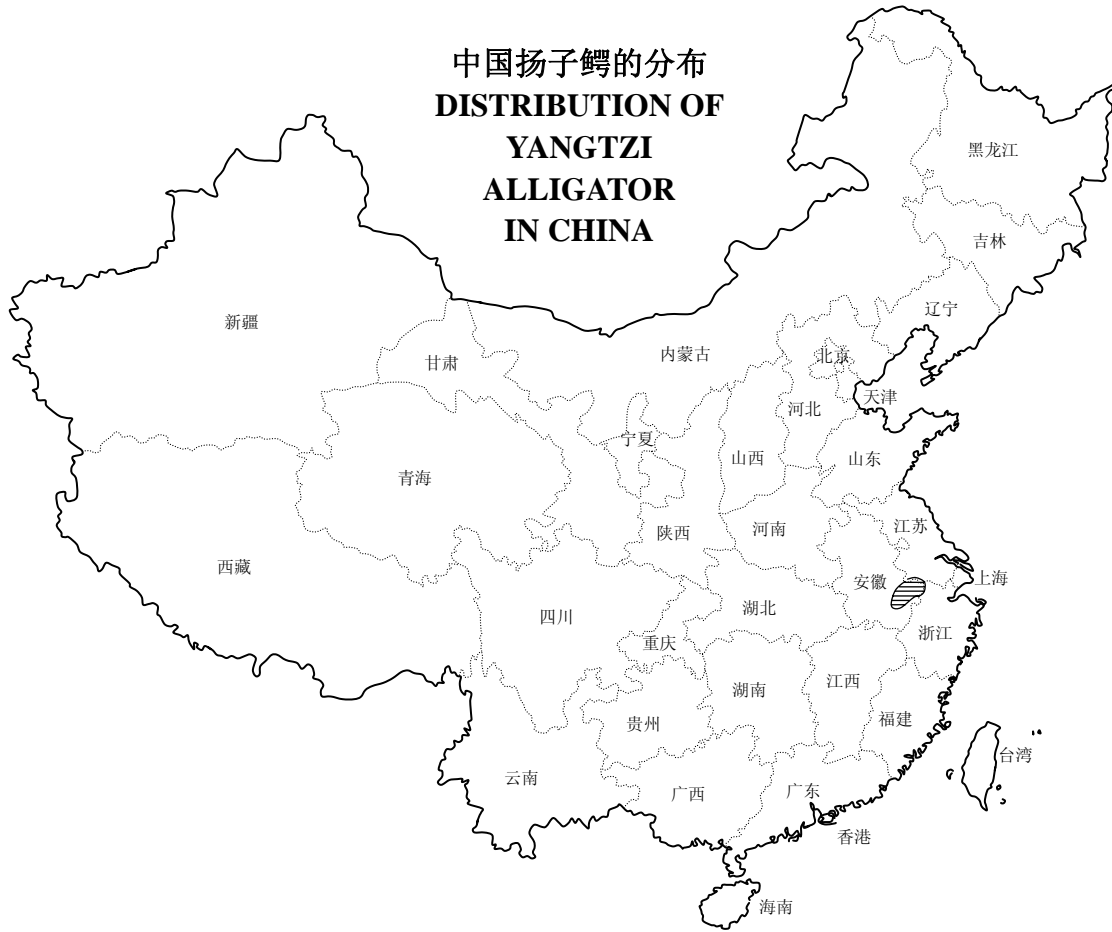 中国扬子鳄的分布
DISTRIBUTION OF
YANGTZI
ALLIGATOR
IN CHINA
黑龙江
吉林
辽宁
新疆
内蒙古
北京
甘肃
天津
河北
宁夏
山西
山东
青海
江苏
陕西
河南
西藏
安徽
上海
湖北
四川
浙江
重庆
江西
湖南
福建
贵州
台湾
云南
广西
广东
香港
海南